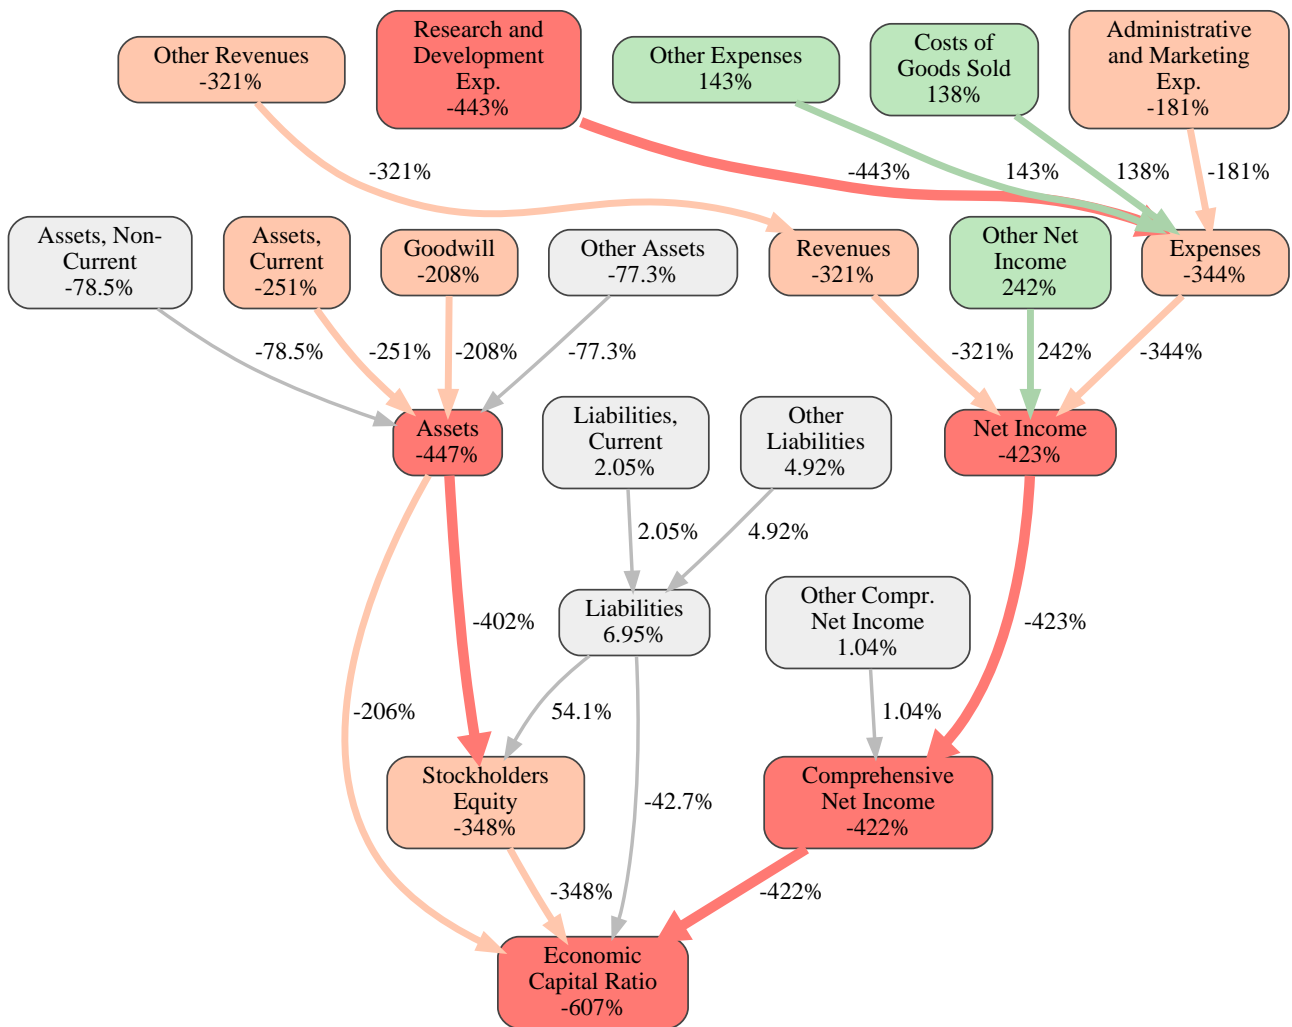 Other Revenues
-321%
Research and
Development
Exp.
-443%
Other Expenses
143%
Costs of
Goods Sold
138%
Administrative
and Marketing
Exp.
-181%
-321%
-443%
143%
138%
-181%
Assets, Non-
Current
-78.5%
Assets,
Current
-251%
Goodwill
-208%
Other Assets
-77.3%
Revenues
-321%
Other Net
Income
242%
Expenses
-344%
-78.5%
-251%
-208%
-77.3%
-321%
242%
-344%
Assets
-447%
Liabilities,
Current
2.05%
Other
Liabilities
4.92%
Net Income
-423%
2.05%
4.92%
Liabilities
6.95%
Other Compr.
Net Income
1.04%
-402%
-423%
-206%
54.1%
1.04%
Stockholders
Equity
-348%
-42.7%
Comprehensive
Net Income
-422%
-348%
-422%
Economic
Capital Ratio
-607%